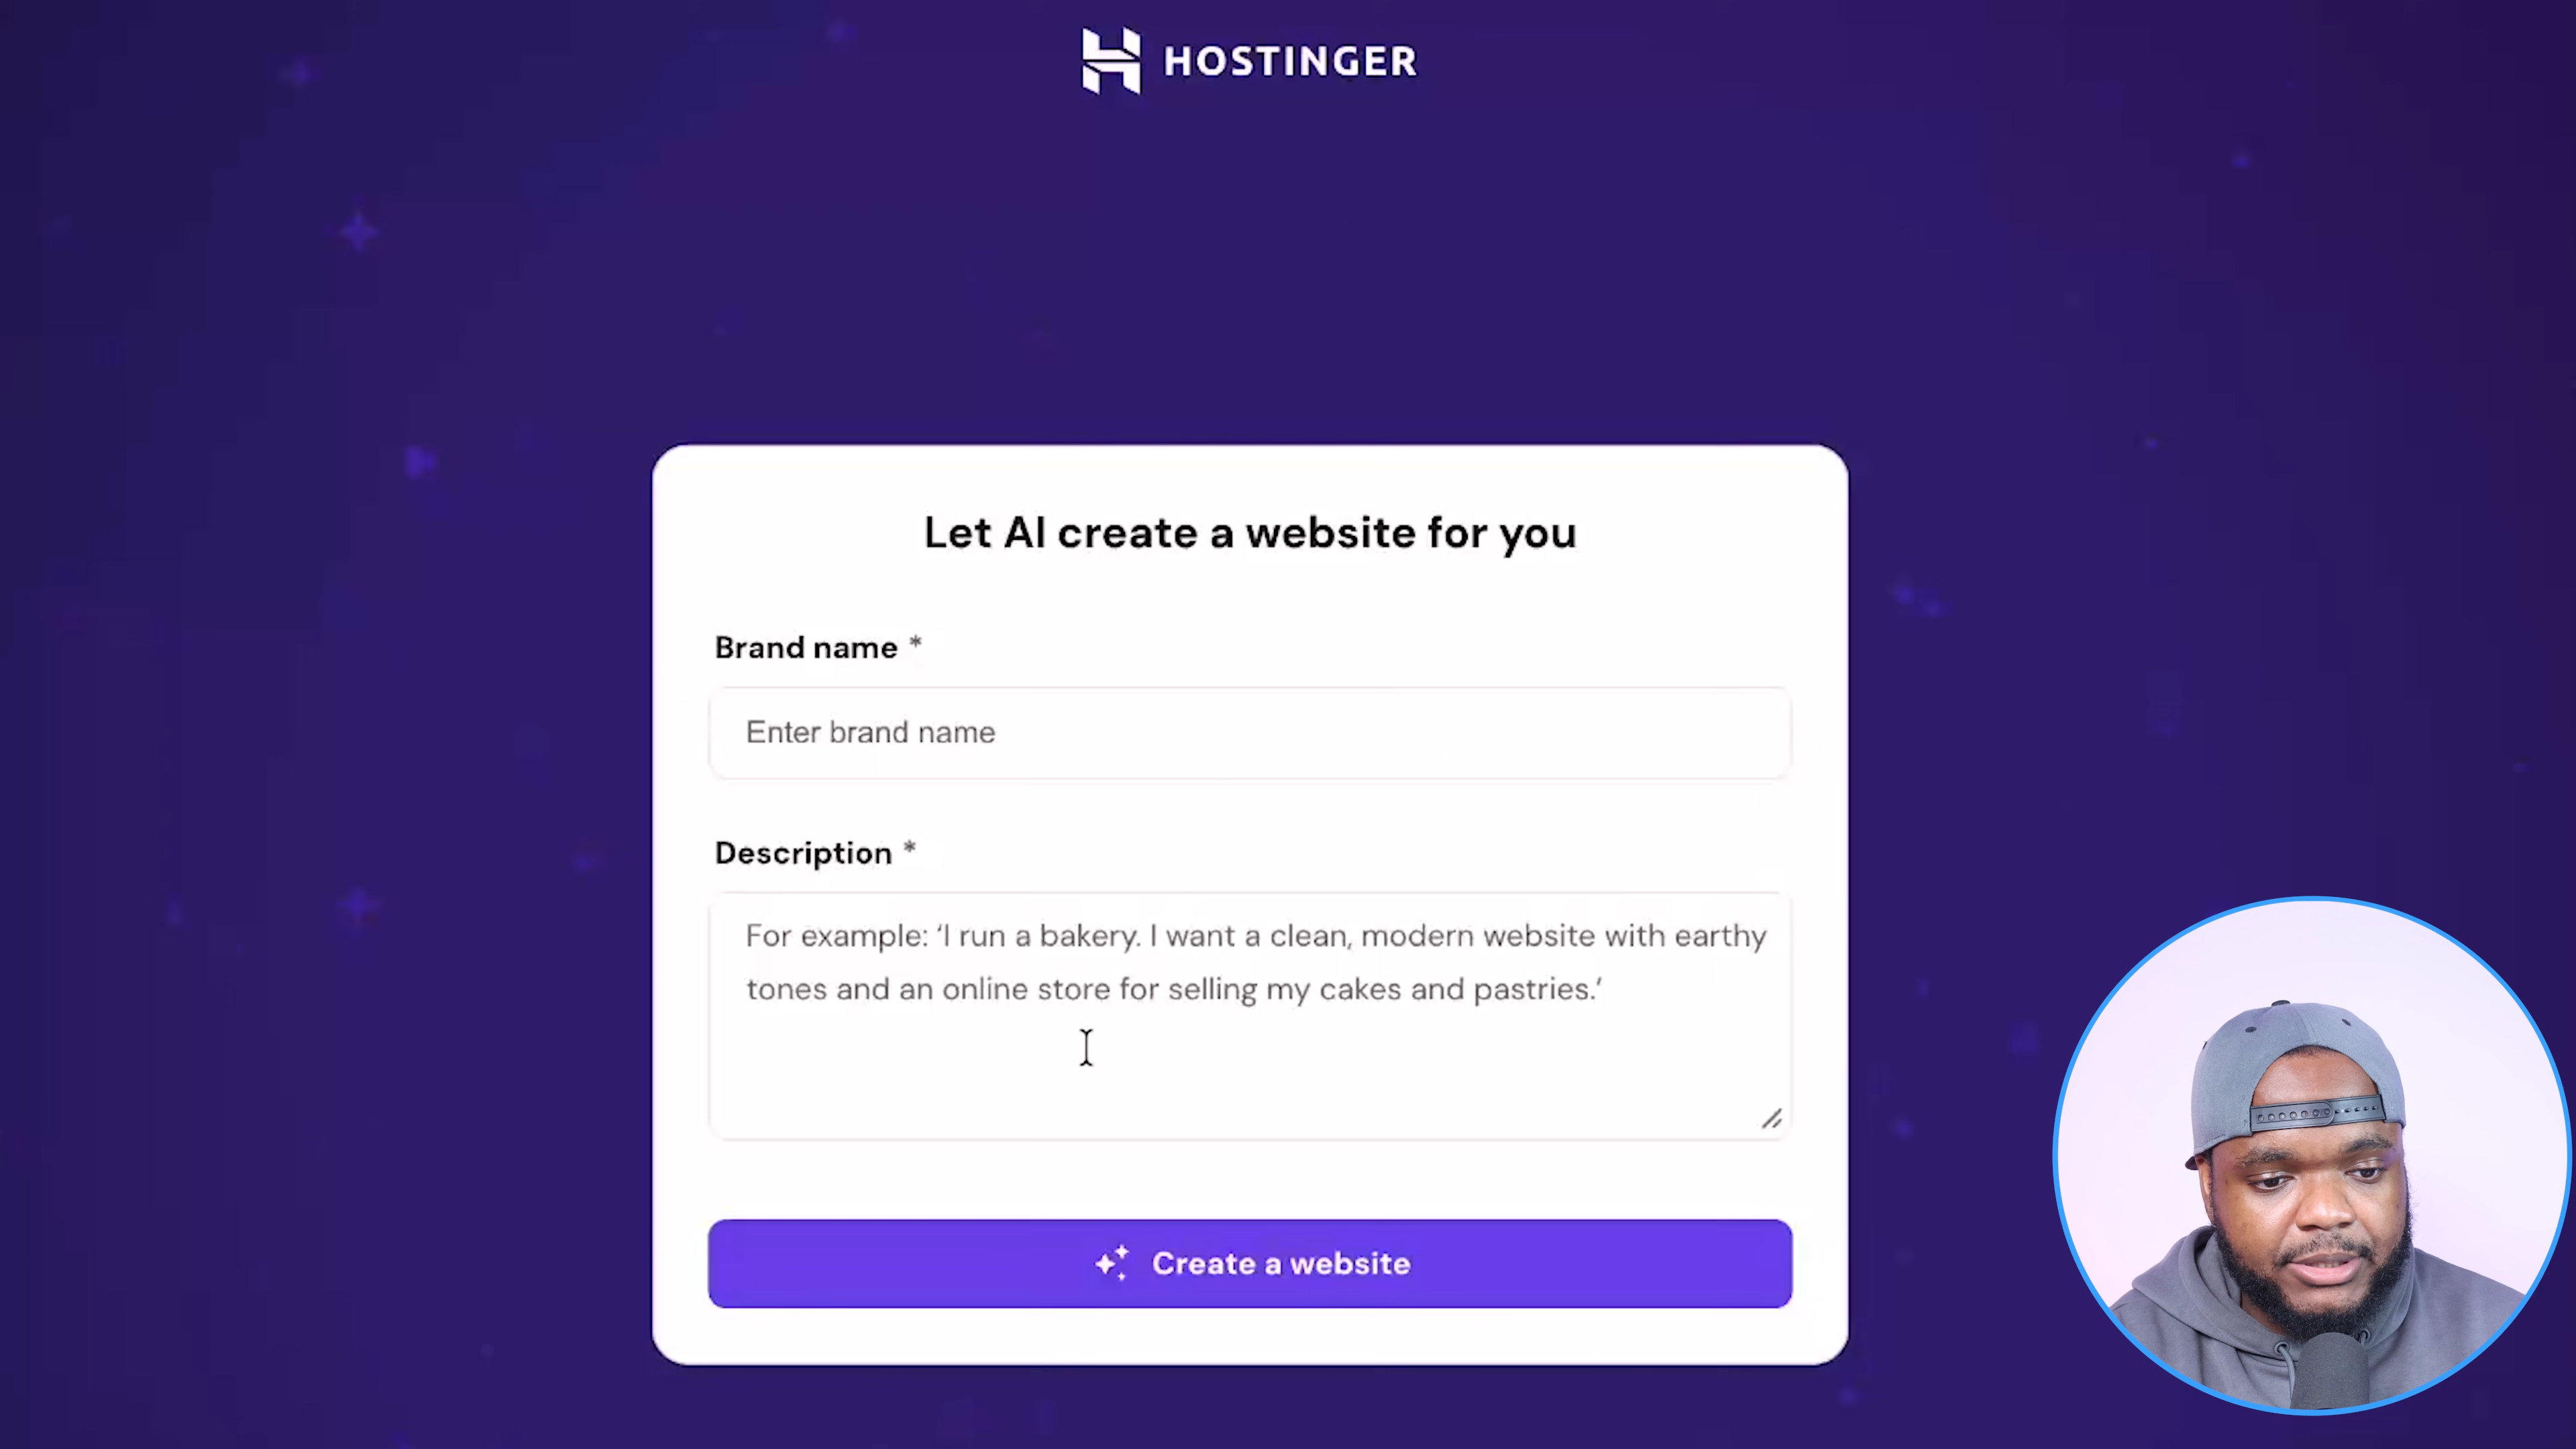 HOSTINGER
Let AI create a website for you
Brand name *
Enter brand name
Description *
For example: ‘I run a bakery. I want a clean, modern website with earthy
tones and an online store for selling my cakes and pastries.’
Create a website